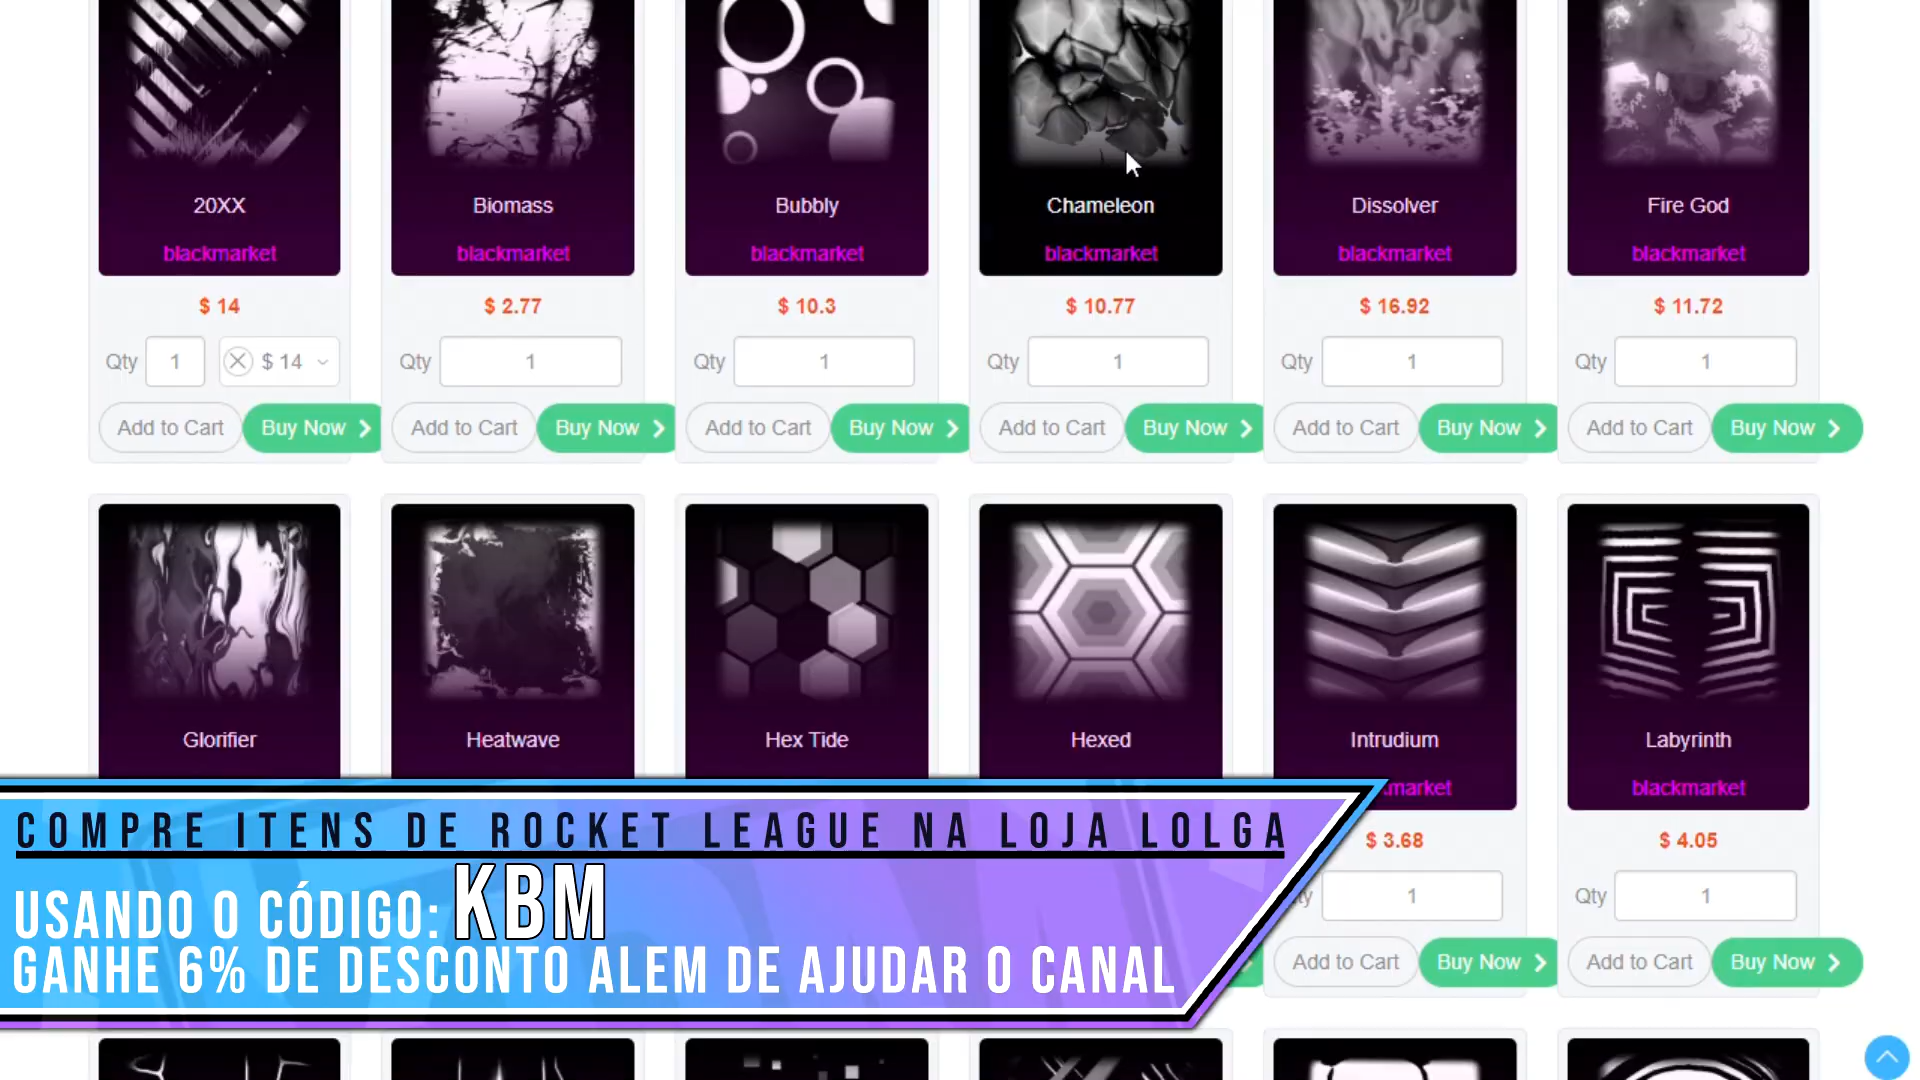 20XX
Biomass
Bubbly
Chameleon
Dissolver
Fire God
blackmarket
blackmarket
blackmarket
blackmarket
blackmarket
blackmarket
$ 14
$ 2.77
$ 10.3
$ 10.77
$ 16.92
$ 11.72
Qty 1 $ 14
Qty 1
Qty 1
Qty 1
Qty 1
Qty 1
Add to Cart Buy Now
Add to Cart Buy Now
Add to Cart Buy Now
Add to Cart Buy Now
Add to Cart Buy Now
Add to Cart Buy Now
Glorifier
Heatwave
Hex Tide
Hexed
Intrudium
Labyrinth
blackmarket
$ 3.68
$ 4.05
1
Qty 1
Add to Cart Buy Now
Add to Cart Buy Now
COMPRE ITENS DE ROCKET LEAGUE NA LOJA LOLGA
USANDO O CÓDIGO: KBM
GANHE 6% DE DESCONTO ALEM DE AJUDAR O CANAL